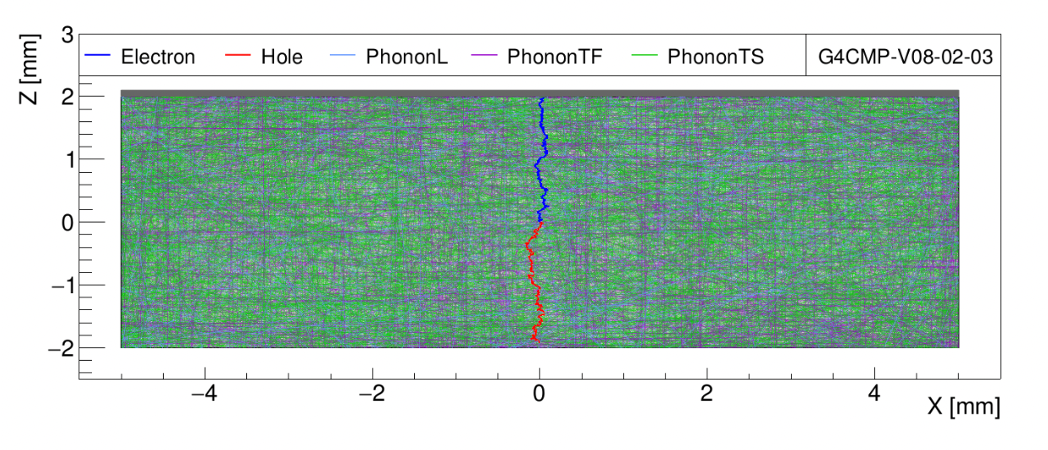 Z [mm]
3
Electron Hole PhononL PhononTF PhononTS G4CMP-V08-02-03
2
1
0
−1
−2
−4 −2 0 2 4
X [mm]